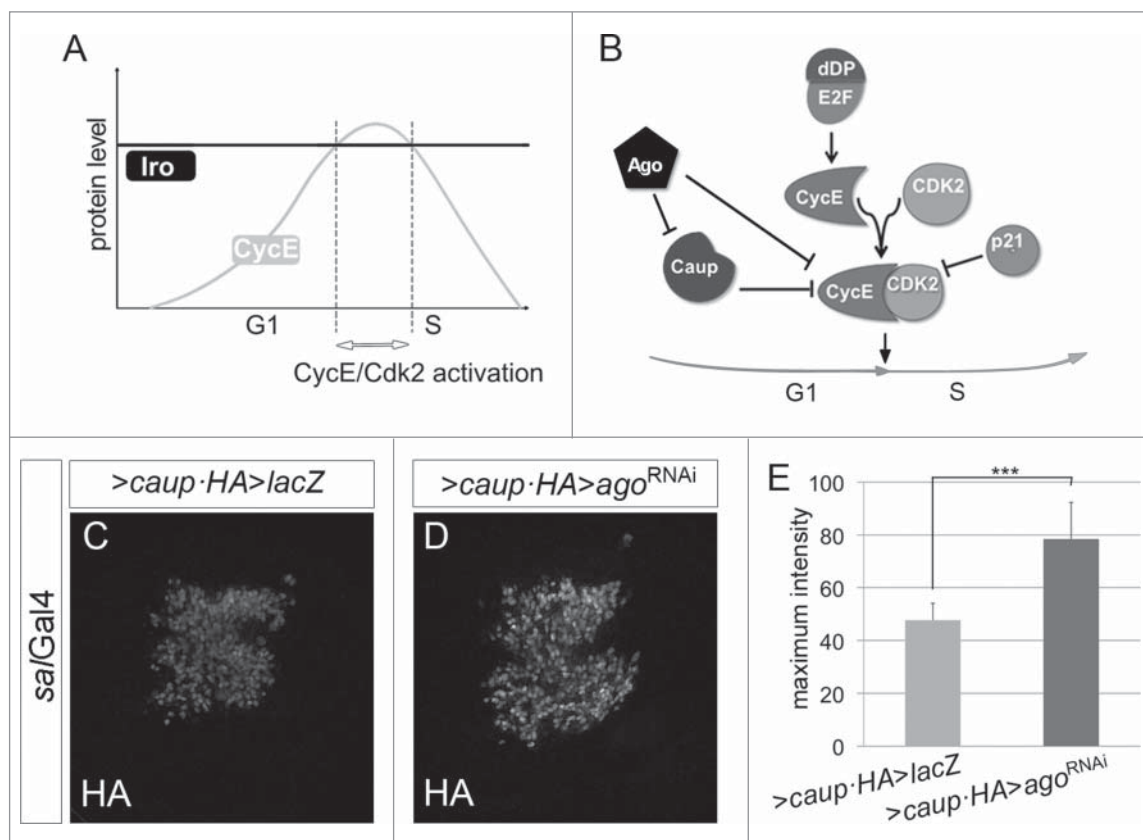 A
protein level
Iro
CycE
G1
S
CycE/Cdk2 activation
B
dDP
E2F
Ago
CycE
CDK2
Caup
p21
CycE
CDK2
G1
S
salGal4
>caup·HA>lacZ
C
HA
>caup·HA>ago^RNAi
D
HA
E
***
maximum intensity
100
80
60
40
20
0
>caup·HA>lacZ
>caup·HA>ago^RNAi